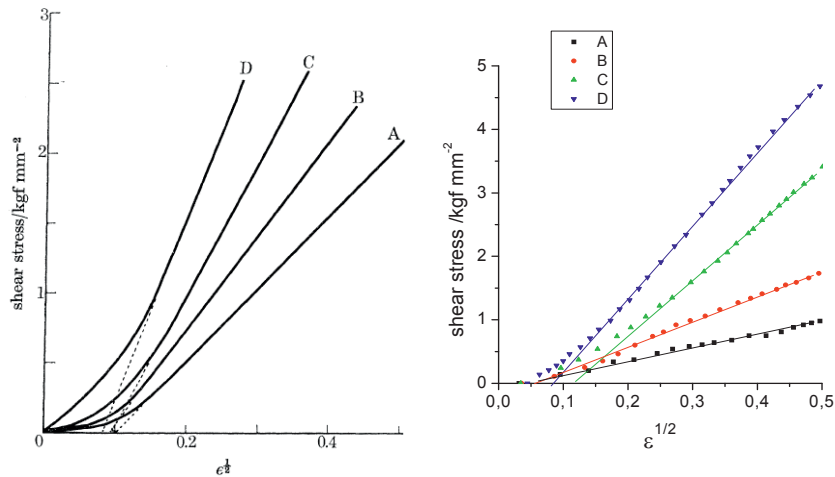 3
2
1
0
0.2
0.4
shear stress/kgf mm⁻²
ϵ^½
D
C
B
A
A
B
C
D
5
4
3
2
1
0
0,0
0,1
0,2
0,3
0,4
0,5
shear stress /kgf mm⁻²
ε^1/2